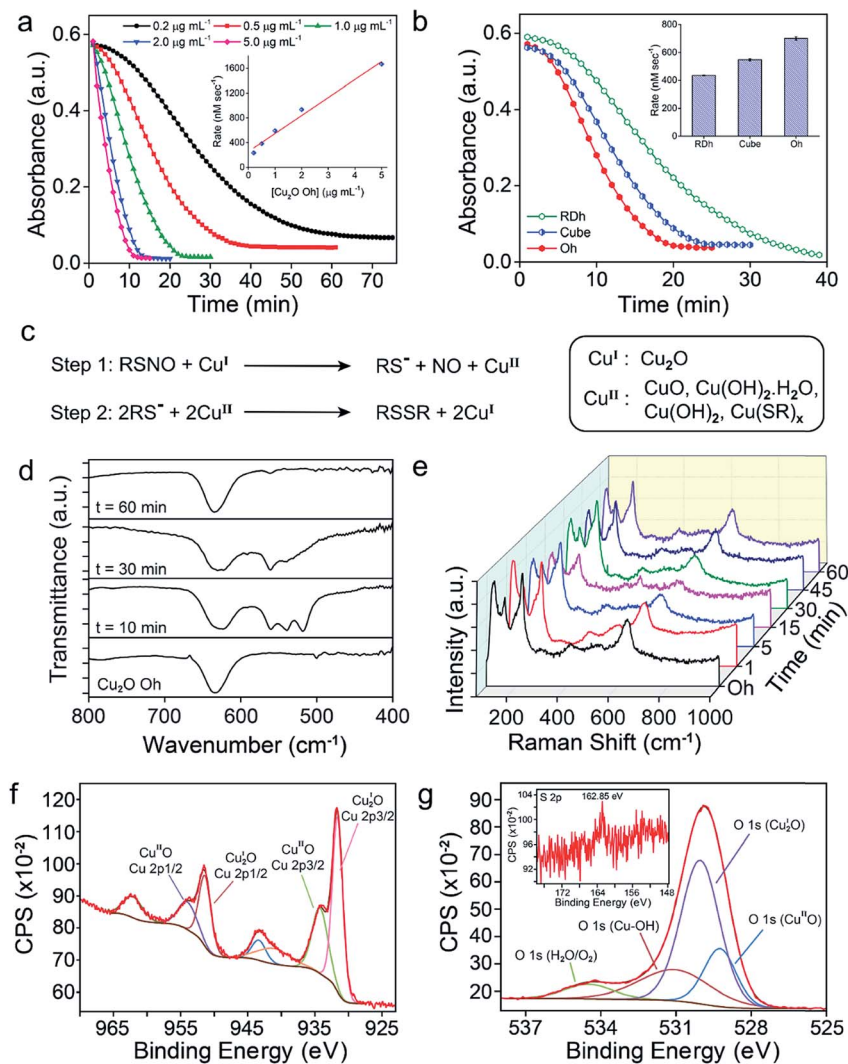 a
0.2 μg mL⁻¹ 0.5 μg mL⁻¹ 1.0 μg mL⁻¹
2.0 μg mL⁻¹ 5.0 μg mL⁻¹
Absorbance (a.u.)
0.6
0.4
0.2
0.0
0 10 20 30 40 50 60 70
Time (min)
Rate (nM sec⁻¹)
1600
1200
800
400
0
0 1 2 3 4 5
[Cu₂O Oh] (μg mL⁻¹)
b
Absorbance (a.u.)
0.6
0.4
0.2
0.0
0 10 20 30 40
Time (min)
RDh
Cube
Oh
Rate (nM sec⁻¹)
800
600
400
200
0
RDh Cube Oh
c
Step 1: RSNO + Cuᴵ RS⁻ + NO + Cuᴵᴵ
Step 2: 2RS⁻ + 2Cuᴵᴵ RSSR + 2Cuᴵ
Cuᴵ : Cu₂O
Cuᴵᴵ : CuO, Cu(OH)₂.H₂O,
Cu(OH)₂, Cu(SR)ₓ
d
Transmittance (a.u.)
t = 60 min
t = 30 min
t = 10 min
Cu₂O Oh
800 700 600 500 400
Wavenumber (cm⁻¹)
e
Intensity (a.u.)
200 400 600 800 1000
Raman Shift (cm⁻¹)
Oh
1
5
15
30
45
60
Time (min)
f
CPS (x10⁻²)
120
110
100
90
80
70
60
965 955 945 935 925
Binding Energy (eV)
CuᴵᴵO
Cu 2p1/2
Cu₂ᴵO
Cu 2p1/2
CuᴵᴵO
Cu 2p3/2
Cu₂ᴵO
Cu 2p3/2
g
CPS (x10⁻²)
90
80
70
60
50
40
30
20
537 534 531 528 525
Binding Energy (eV)
S 2p
162.85 eV
CPS (x10⁻²)
104
102
100
98
96
94
92
90
172 164 156 148
Binding Energy (eV)
O 1s (Cu₂ᴵO)
O 1s (CuᴵᴵO)
O 1s (Cu-OH)
O 1s (H₂O/O₂)